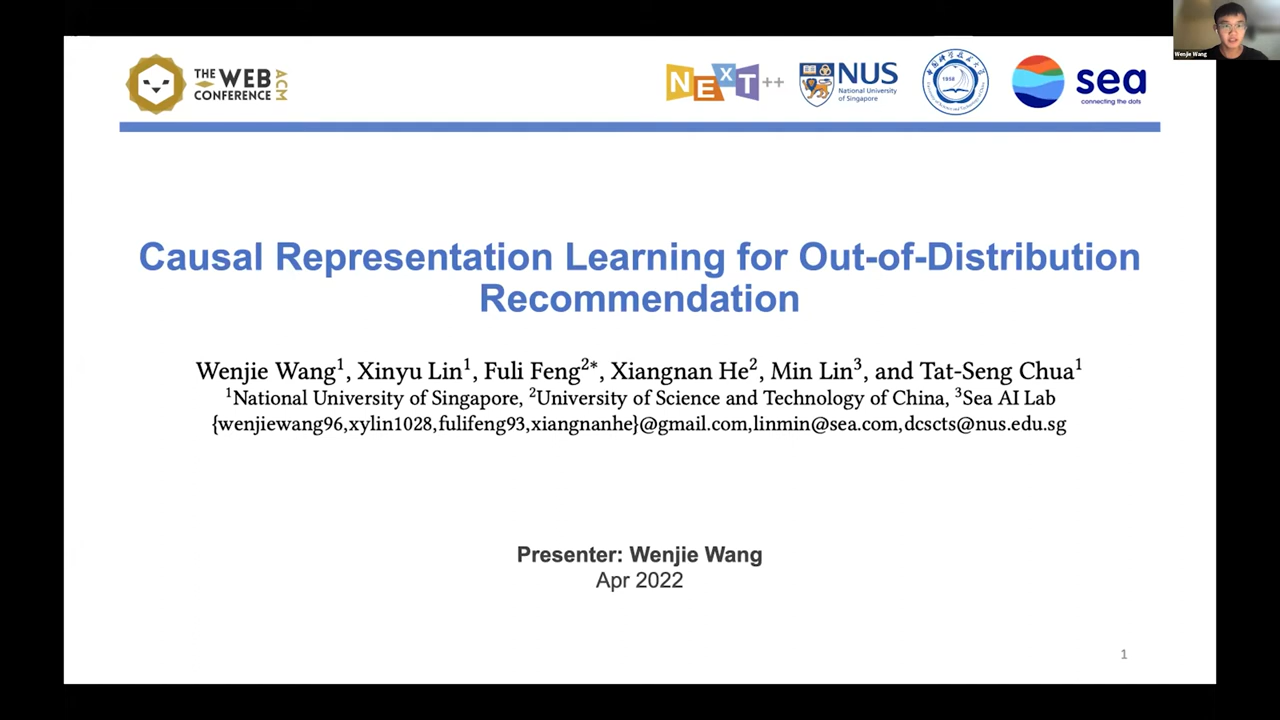 Wenjie Wang
THE WEB CONFERENCE ACM
NExT++
NUS
National University
of Singapore
1958
sea
connecting the dots
Causal Representation Learning for Out-of-Distribution
Recommendation
Wenjie Wang¹, Xinyu Lin¹, Fuli Feng²*, Xiangnan He², Min Lin³, and Tat-Seng Chua¹
¹National University of Singapore, ²University of Science and Technology of China, ³Sea AI Lab
{wenjiewang96,xylin1028,fulifeng93,xiangnanhe}@gmail.com,linmin@sea.com,dcscts@nus.edu.sg
Presenter: Wenjie Wang
Apr 2022
1